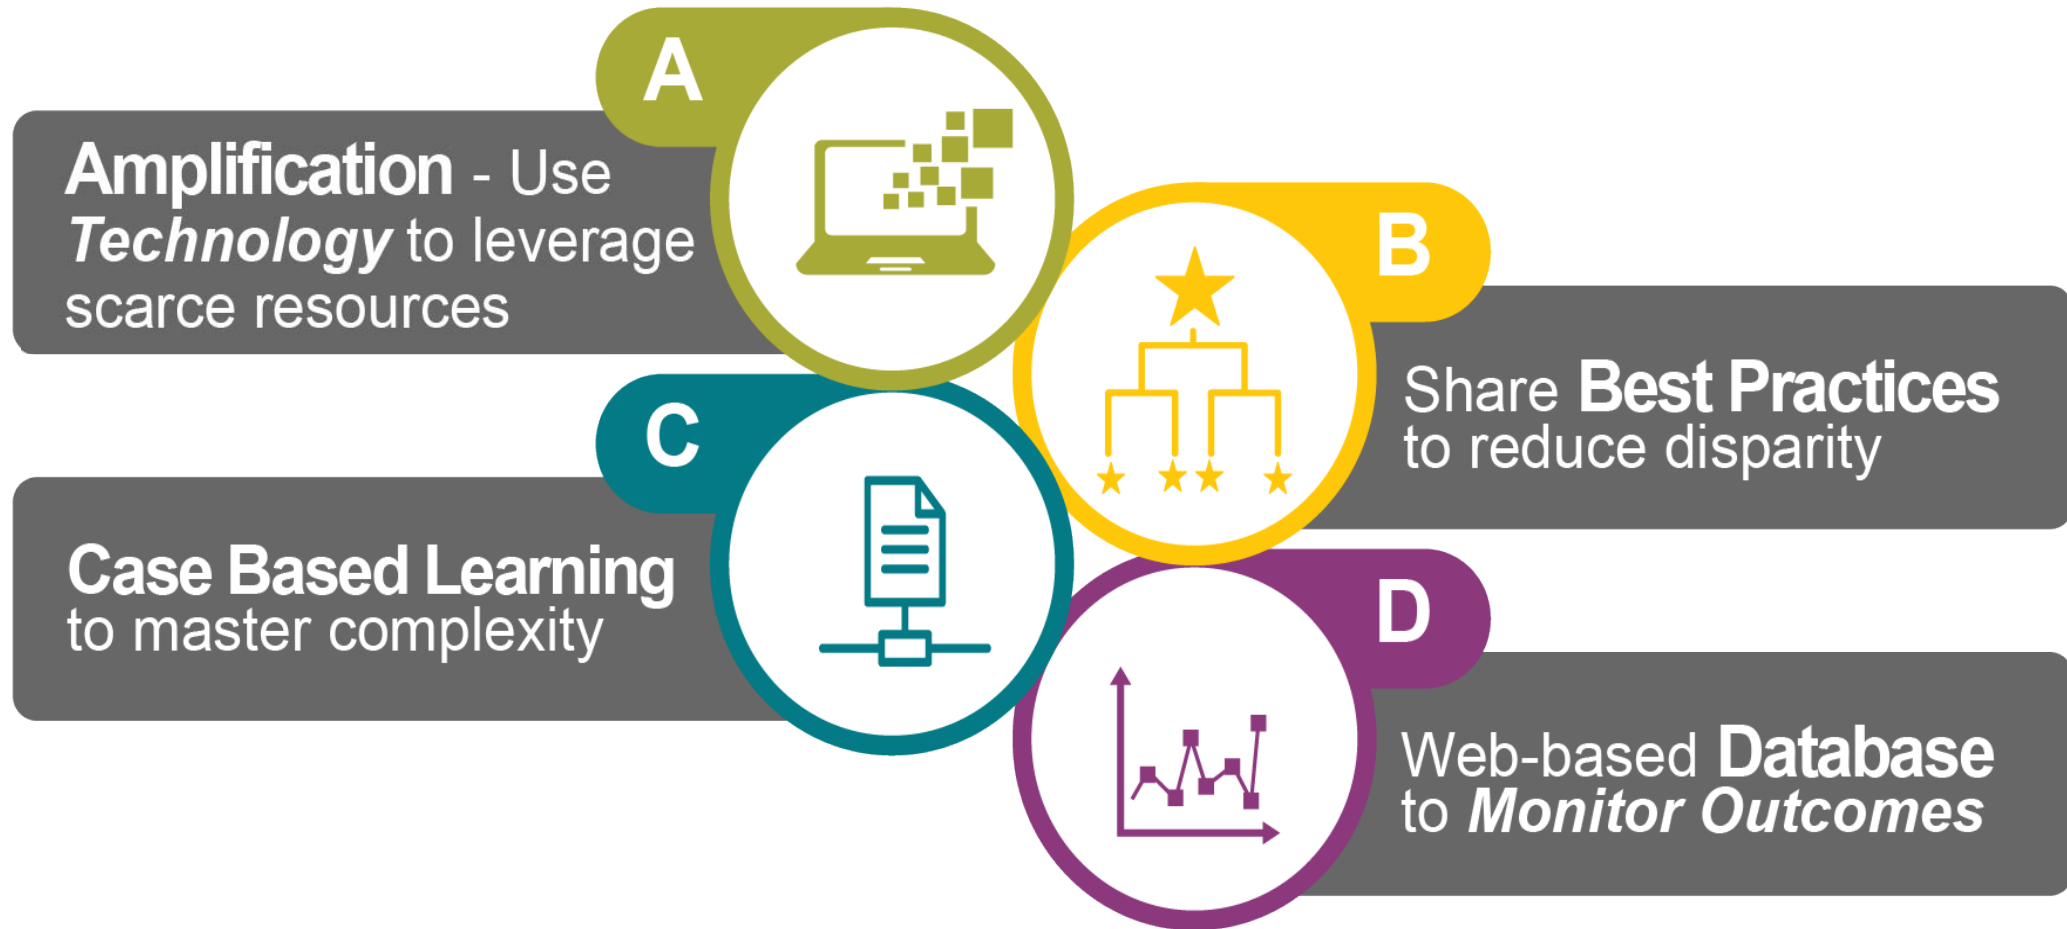 A
Amplification - Use
Technology to leverage
scarce resources
B
Share Best Practices
to reduce disparity
C
Case Based Learning
to master complexity
D
Web-based Database
to Monitor Outcomes